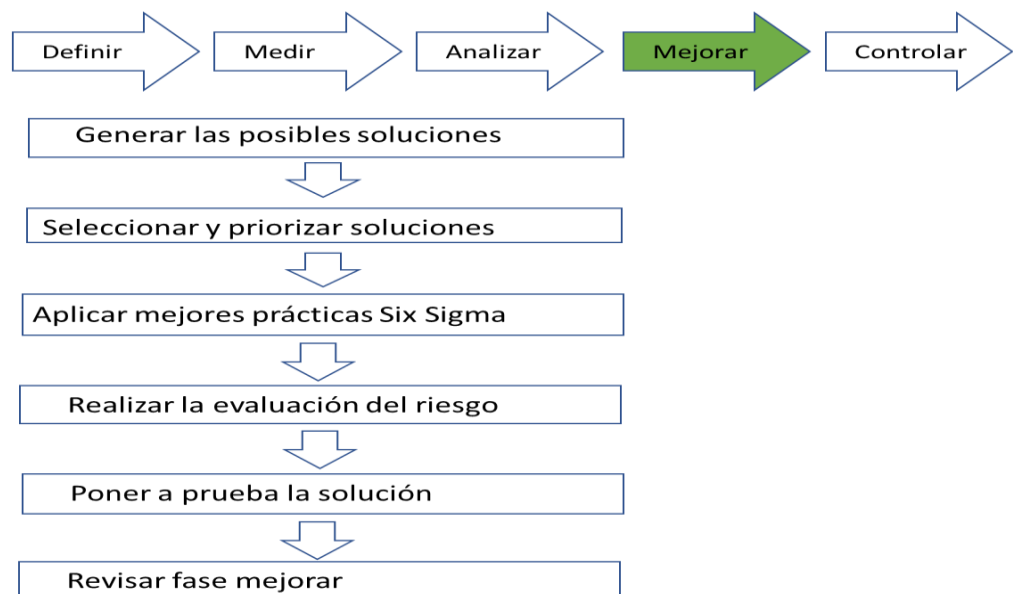 Definir
Medir
Analizar
Mejorar
Controlar
Generar las posibles soluciones
Seleccionar y priorizar soluciones
Aplicar mejores prácticas Six Sigma
Realizar la evaluación del riesgo
Poner a prueba la solución
Revisar fase mejorar